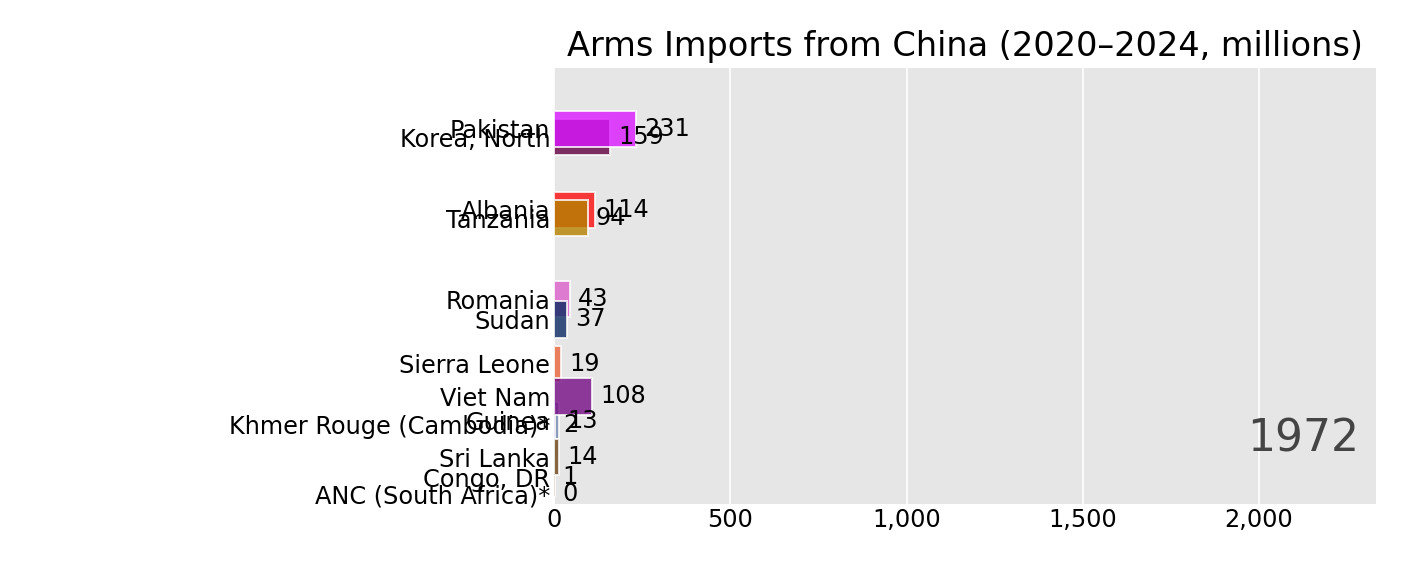 Arms Imports from China (2020–2024, millions)
Pakistan 231
Korea, North 159
Albania 114
Tanzania 94
Romania 43
Sudan 37
Sierra Leone 19
Viet Nam 108
Guinea 13
Khmer Rouge (Cambodia)* 2
1972
Sri Lanka 14
Congo, DR 1
ANC (South Africa)* 0
0 500 1,000 1,500 2,000